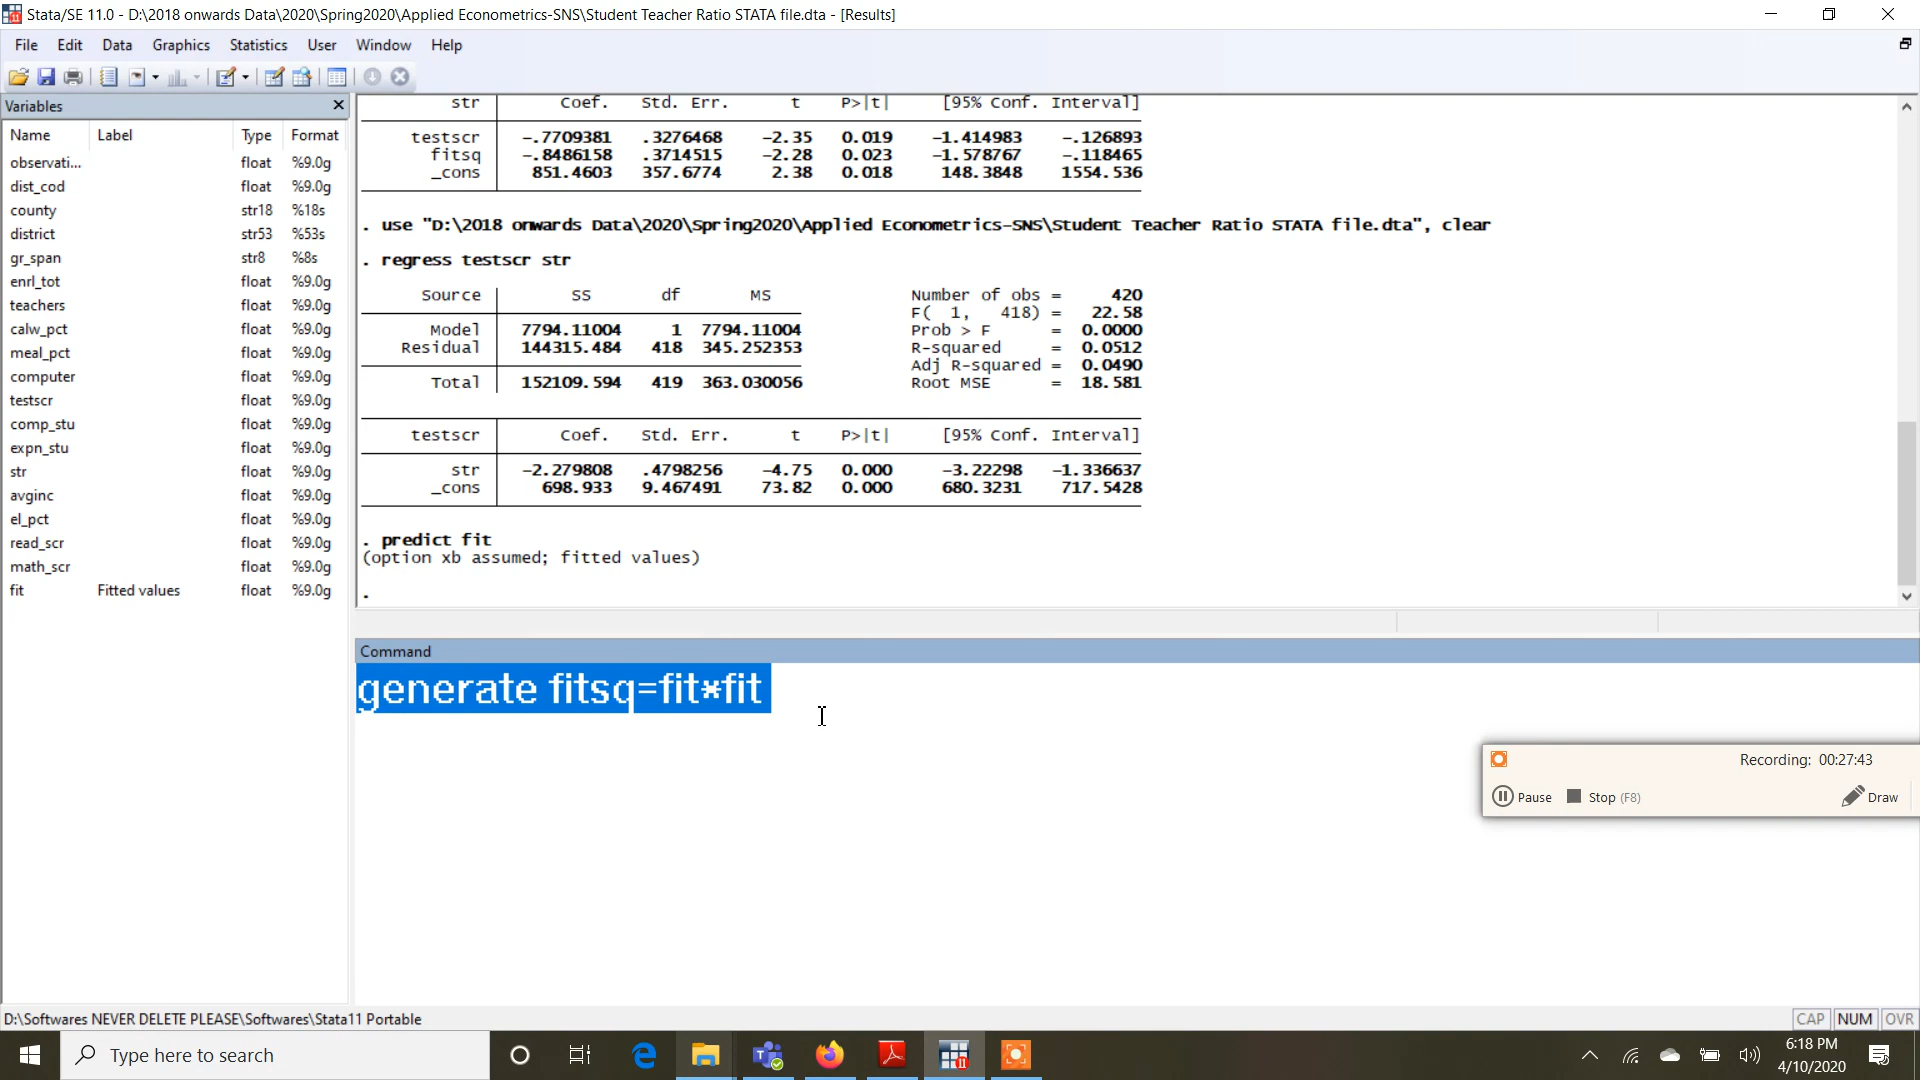 Stata/SE 11.0 - D:\2018 onwards Data\2020\Spring2020\Applied Econometrics-SNS\Student Teacher Ratio STATA file.dta - [Results]
File Edit Data Graphics Statistics User Window Help
Variables
Name Label Type Format
observati... float %9.0g
dist_cod float %9.0g
county str18 %18s
district str53 %53s
gr_span str8 %8s
enrl_tot float %9.0g
teachers float %9.0g
calw_pct float %9.0g
meal_pct float %9.0g
computer float %9.0g
testscr float %9.0g
comp_stu float %9.0g
expn_stu float %9.0g
str float %9.0g
avginc float %9.0g
el_pct float %9.0g
read_scr float %9.0g
math_scr float %9.0g
fit Fitted values float %9.0g
str Coef. Std. Err. t P>|t| [95% Conf. Interval]
testscr -.7709381 .3276468 -2.35 0.019 -1.414983 -.126893
fitsq -.8486158 .3714515 -2.28 0.023 -1.578767 -.118465
_cons 851.4603 357.6774 2.38 0.018 148.3848 1554.536
. use "D:\2018 onwards Data\2020\Spring2020\Applied Econometrics-SNS\Student Teacher Ratio STATA file.dta", clear
. regress testscr str
Source SS df MS Number of obs = 420
F( 1, 418) = 22.58
Model 7794.11004 1 7794.11004 Prob > F = 0.0000
Residual 144315.484 418 345.252353 R-squared = 0.0512
Adj R-squared = 0.0490
Total 152109.594 419 363.030056 Root MSE = 18.581
testscr Coef. Std. Err. t P>|t| [95% Conf. Interval]
str -2.279808 .4798256 -4.75 0.000 -3.22298 -1.336637
_cons 698.933 9.467491 73.82 0.000 680.3231 717.5428
. predict fit
(option xb assumed; fitted values)
.
Command
generate fitsq=fit*fit
Recording: 00:27:43
Pause Stop (F8) Draw
D:\Softwares NEVER DELETE PLEASE\Softwares\Stata11 Portable
CAP NUM OVR
Type here to search
6:18 PM
4/10/2020